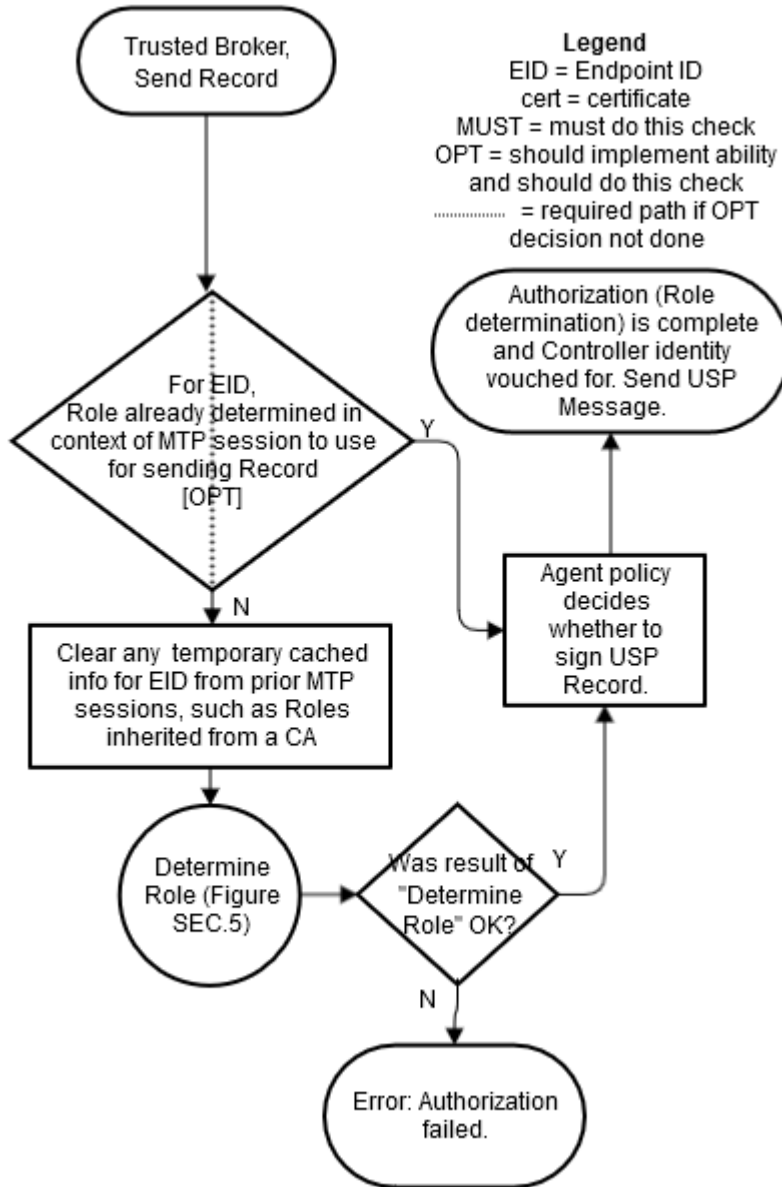 Trusted Broker,
Send Record
Legend
EID = Endpoint ID
cert = certificate
MUST = must do this check
OPT = should implement ability
and should do this check
.................. = required path if OPT
decision not done
Authorization (Role
determination) is complete
and Controller identity
vouched for. Send USP
Message.
For EID,
Role already determined in
context of MTP session to use
for sending Record
[OPT]
Y
N
Agent policy
decides
whether to
sign USP
Record.
Clear any temporary cached
info for EID from prior MTP
sessions, such as Roles
inherited from a CA
Determine
Role (Figure
SEC.5)
Was result of
"Determine
Role" OK?
Y
N
Error: Authorization
failed.